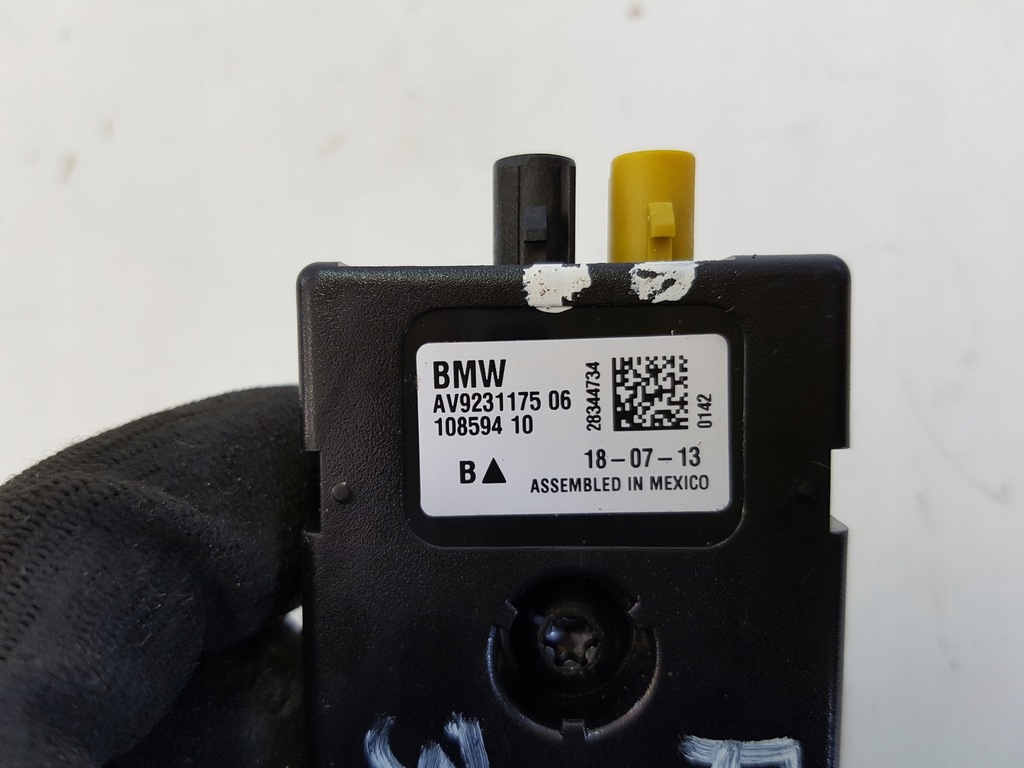 BMW
AV9231175 06
108594 10
28344734
0142
B▲
18-07-13
ASSEMBLED IN MEXICO